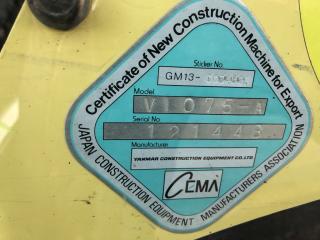 Certificate of New Construction Machine for Export
Sticker No
GM13-
Model
VIO75-A
Serial No
121443.
Manufacturer
YANMAR CONSTRUCTION EQUIPMENT CO.LTD
CEMA
JAPAN CONSTRUCTION EQUIPMENT MANUFACTURERS ASSOCIATION